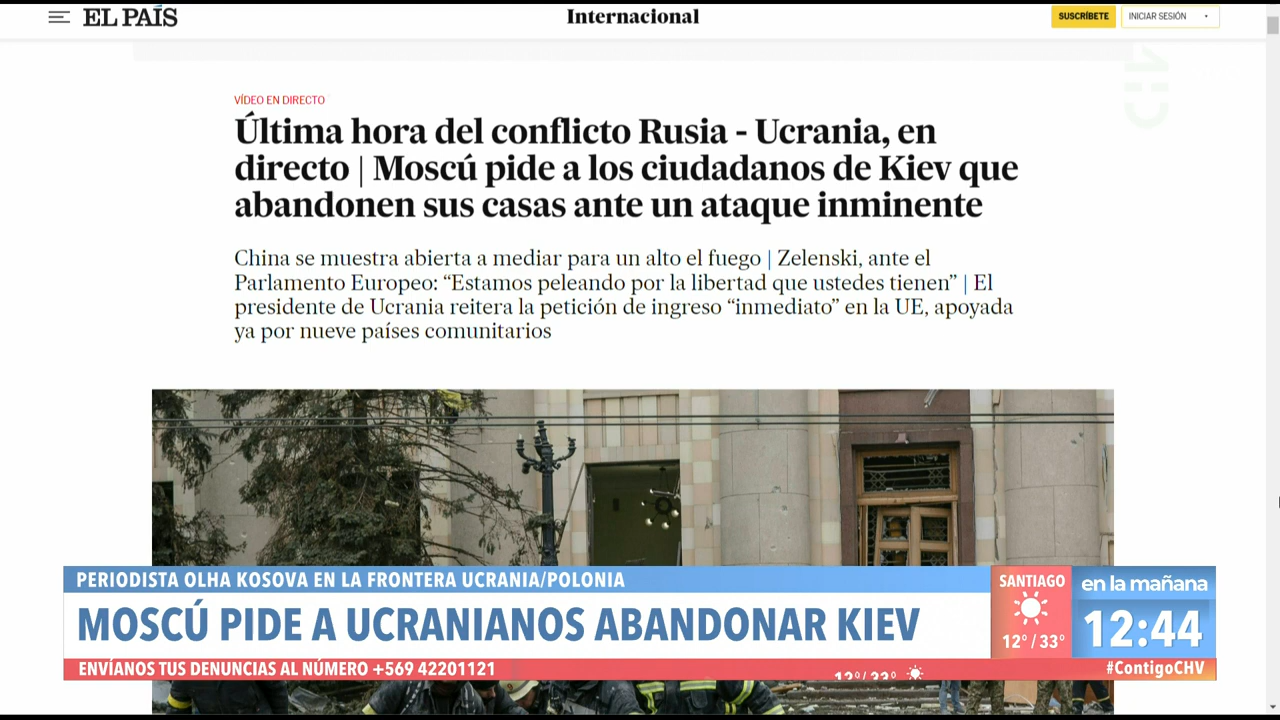 EL PAÍS
Internacional
SUSCRÍBETE
INICIAR SESIÓN
VÍDEO EN DIRECTO
Última hora del conflicto Rusia - Ucrania, en
directo | Moscú pide a los ciudadanos de Kiev que
abandonen sus casas ante un ataque inminente
China se muestra abierta a mediar para un alto el fuego | Zelenski, ante el
Parlamento Europeo: “Estamos peleando por la libertad que ustedes tienen” | El
presidente de Ucrania reitera la petición de ingreso “inmediato” en la UE, apoyada
ya por nueve países comunitarios
PERIODISTA OLHA KOSOVA EN LA FRONTERA UCRANIA/POLONIA
MOSCÚ PIDE A UCRANIANOS ABANDONAR KIEV
SANTIAGO
12° / 33°
en la mañana
12:44
ENVÍANOS TUS DENUNCIAS AL NÚMERO +569 42201121
12°/ 33°
#ContigoCHV